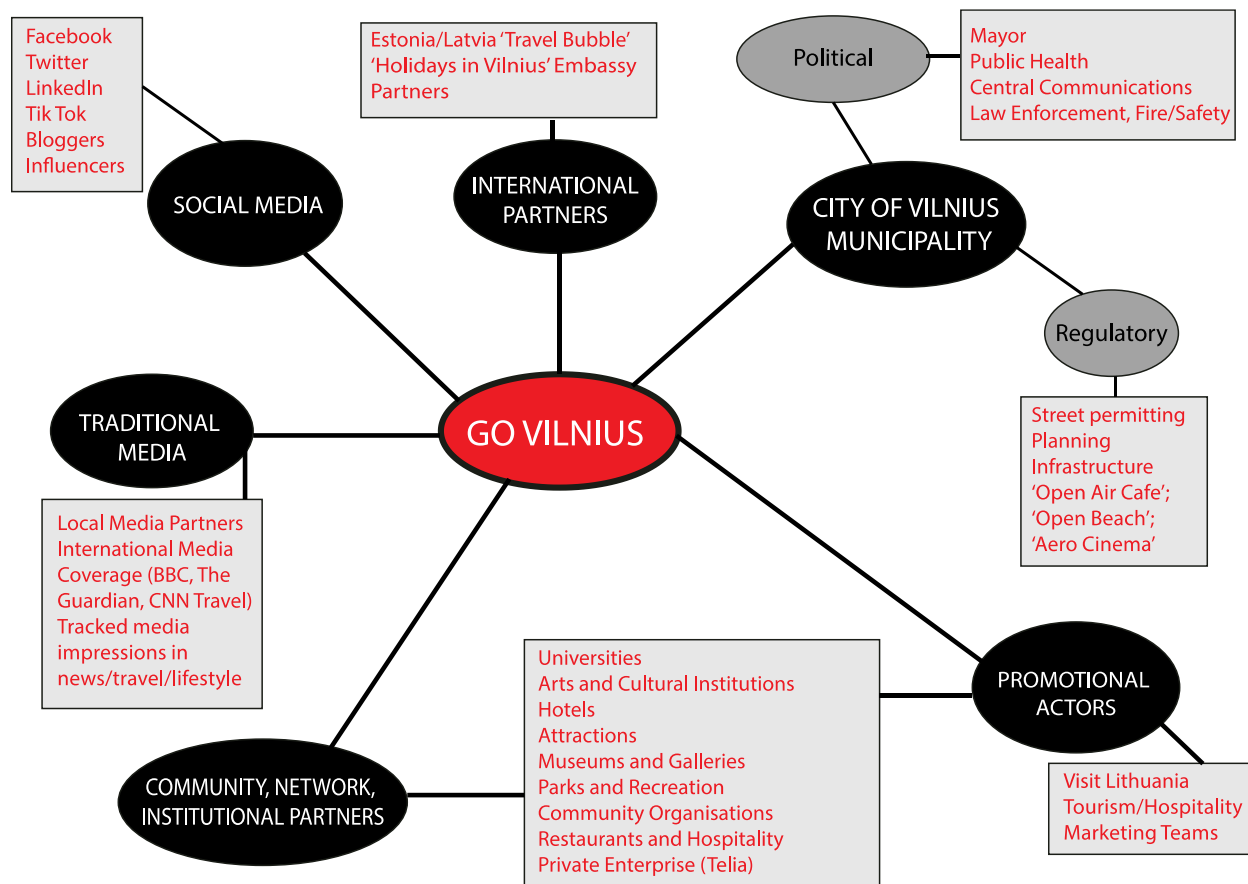 Facebook
Twitter
LinkedIn
Tik Tok
Bloggers
Influencers
SOCIAL MEDIA
Estonia/Latvia ‘Travel Bubble’
‘Holidays in Vilnius’ Embassy
Partners
INTERNATIONAL
PARTNERS
Political
Mayor
Public Health
Central Communications
Law Enforcement, Fire/Safety
CITY OF VILNIUS
MUNICIPALITY
Regulatory
Street permitting
Planning
Infrastructure
‘Open Air Cafe’;
‘Open Beach’;
‘Aero Cinema’
GO VILNIUS
TRADITIONAL
MEDIA
Local Media Partners
International Media
Coverage (BBC, The
Guardian, CNN Travel)
Tracked media
impressions in
news/travel/lifestyle
COMMUNITY, NETWORK,
INSTITUTIONAL PARTNERS
Universities
Arts and Cultural Institutions
Hotels
Attractions
Museums and Galleries
Parks and Recreation
Community Organisations
Restaurants and Hospitality
Private Enterprise (Telia)
PROMOTIONAL
ACTORS
Visit Lithuania
Tourism/Hospitality
Marketing Teams